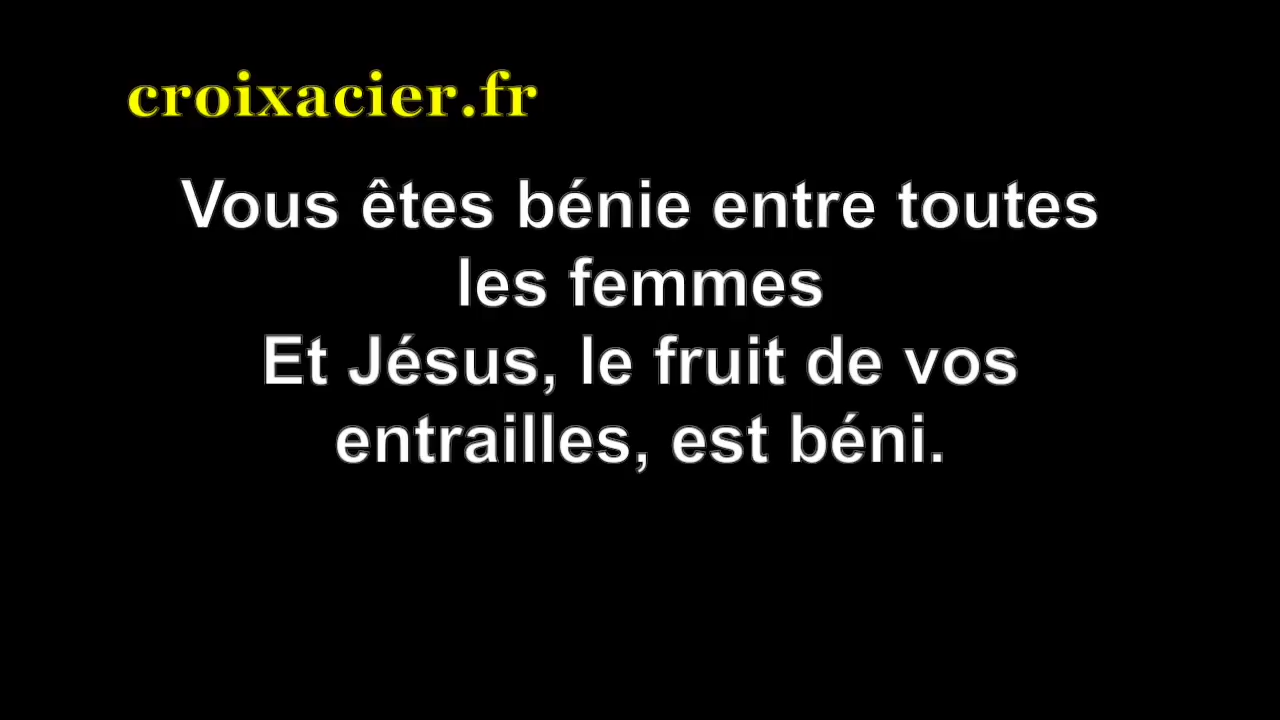 croixacier.fr
Vous êtes bénie entre toutes
les femmes
Et Jésus, le fruit de vos
entrailles, est béni.